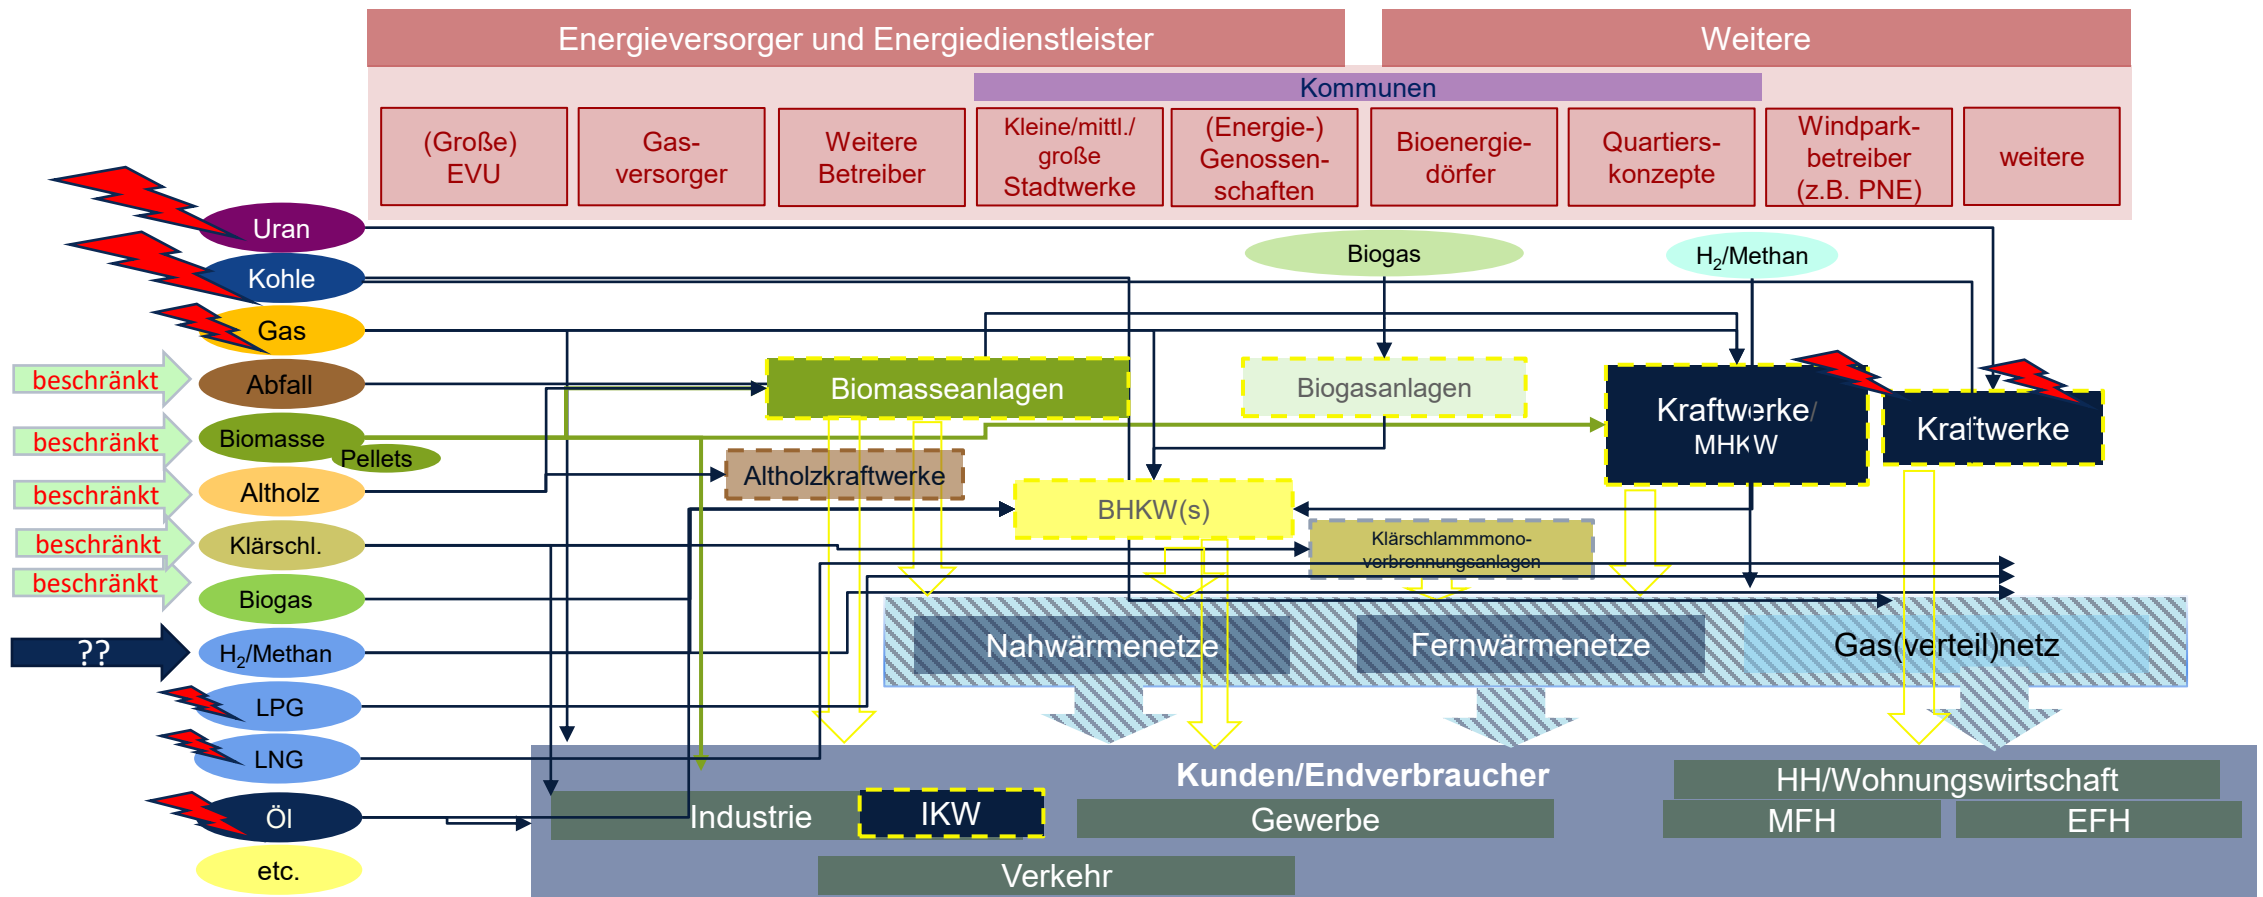 Energieversorger und Energiedienstleister
Weitere
Kommunen
(Große)
EVU
Gas-
versorger
Weitere
Betreiber
Kleine/mittl./
große
Stadtwerke
(Energie-)
Genossen-
schaften
Bioenergie-
dörfer
Quartiers-
konzepte
Windpark-
betreiber
(z.B. PNE)
weitere
Uran
Kohle
Gas
beschränkt
Abfall
beschränkt
Biomasse
Pellets
beschränkt
Altholz
beschränkt
Klärschl.
beschränkt
Biogas
??
H₂/Methan
LPG
LNG
Öl
etc.
Biogas
H₂/Methan
Biomasseanlagen
Biogasanlagen
Kraftwerke/
MHKW
Kraftwerke
Altholzkraftwerke
BHKW(s)
Klärschlammmono-
verbrennungsanlagen
Nahwärmenetze
Fernwärmenetze
Gas(verteil)netz
Kunden/Endverbraucher
Industrie
IKW
Gewerbe
HH/Wohnungswirtschaft
MFH
EFH
Verkehr